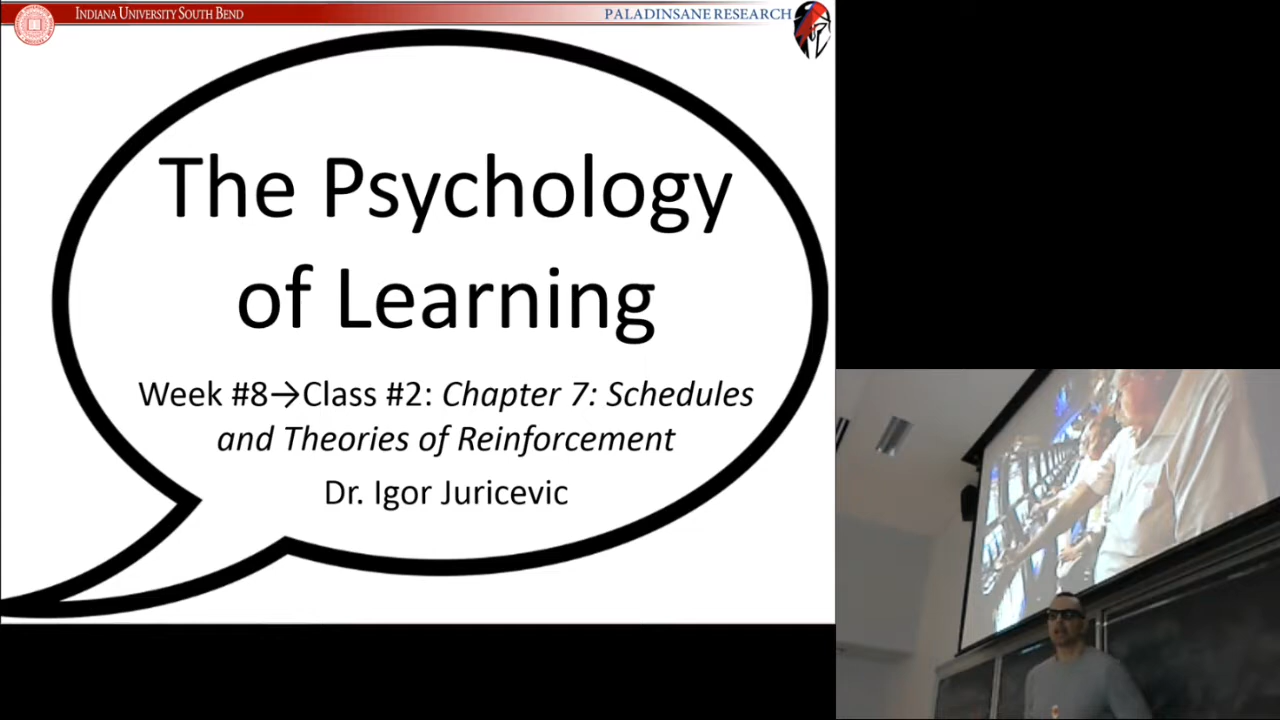 INDIANA UNIVERSITY SOUTH BEND
PALADINSANE RESEARCH
The Psychology
of Learning
Week #8→Class #2: Chapter 7: Schedules
and Theories of Reinforcement
Dr. Igor Juricevic